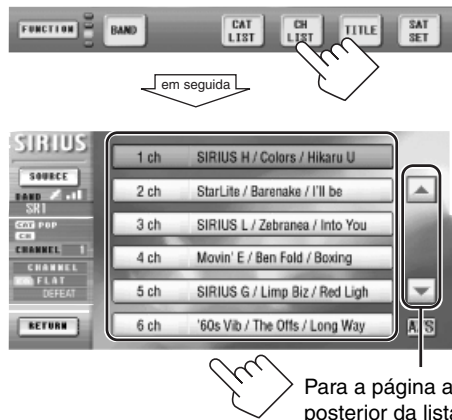 FUNCTION BAND CAT LIST CH LIST TITLE SAT SET
em seguida
SIRIUS
SOURCE
BAND
SR1
CAT POP
CH
CHANNEL 1
CHANNEL
FLAT
DEFEAT
RETURN
1 ch SIRIUS H / Colors / Hikaru U
2 ch StarLite / Barenake / I'll be
3 ch SIRIUS L / Zebranea / Into You
4 ch Movin' E / Ben Fold / Boxing
5 ch SIRIUS G / Limp Biz / Red Ligh
6 ch '60s Vib / The Offs / Long Way
Para a página a
posterior da lista